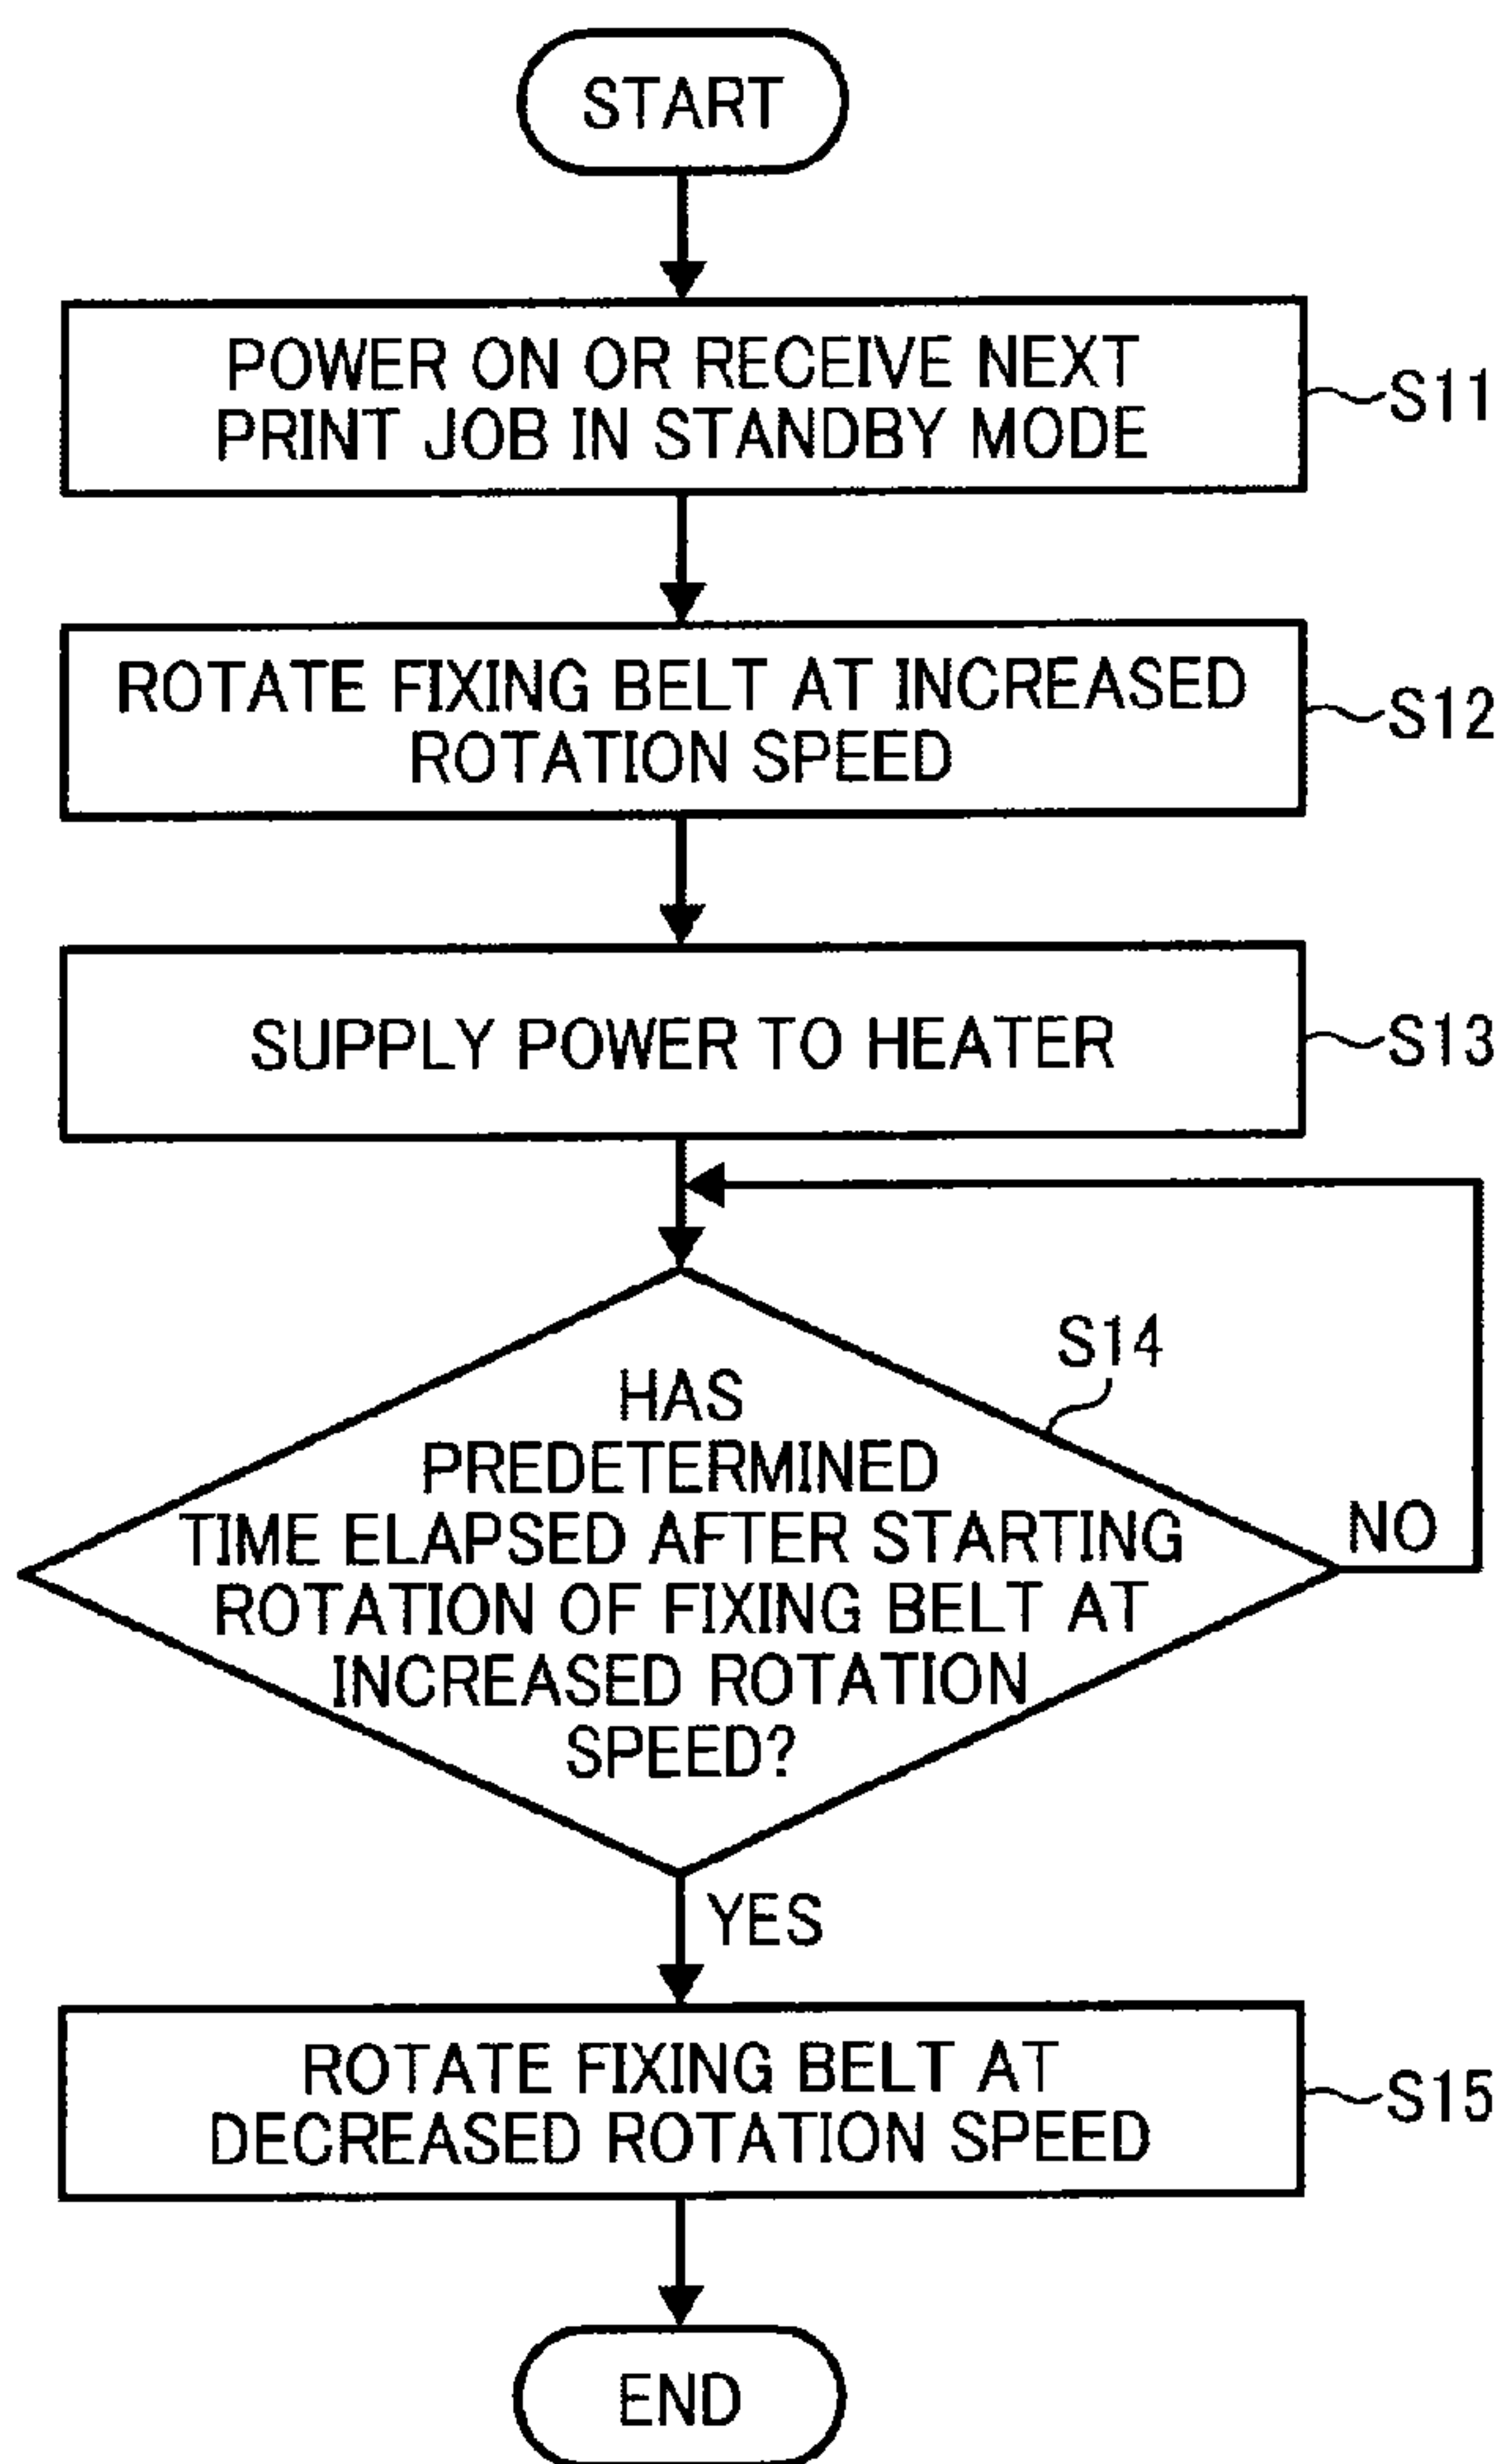 START
POWER ON OR RECEIVE NEXT
PRINT JOB IN STANDBY MODE
S11
ROTATE FIXING BELT AT INCREASED
ROTATION SPEED
S12
SUPPLY POWER TO HEATER
S13
S14
HAS
PREDETERMINED
TIME ELAPSED AFTER STARTING
ROTATION OF FIXING BELT AT
INCREASED ROTATION
SPEED?
NO
YES
ROTATE FIXING BELT AT
DECREASED ROTATION SPEED
S15
END